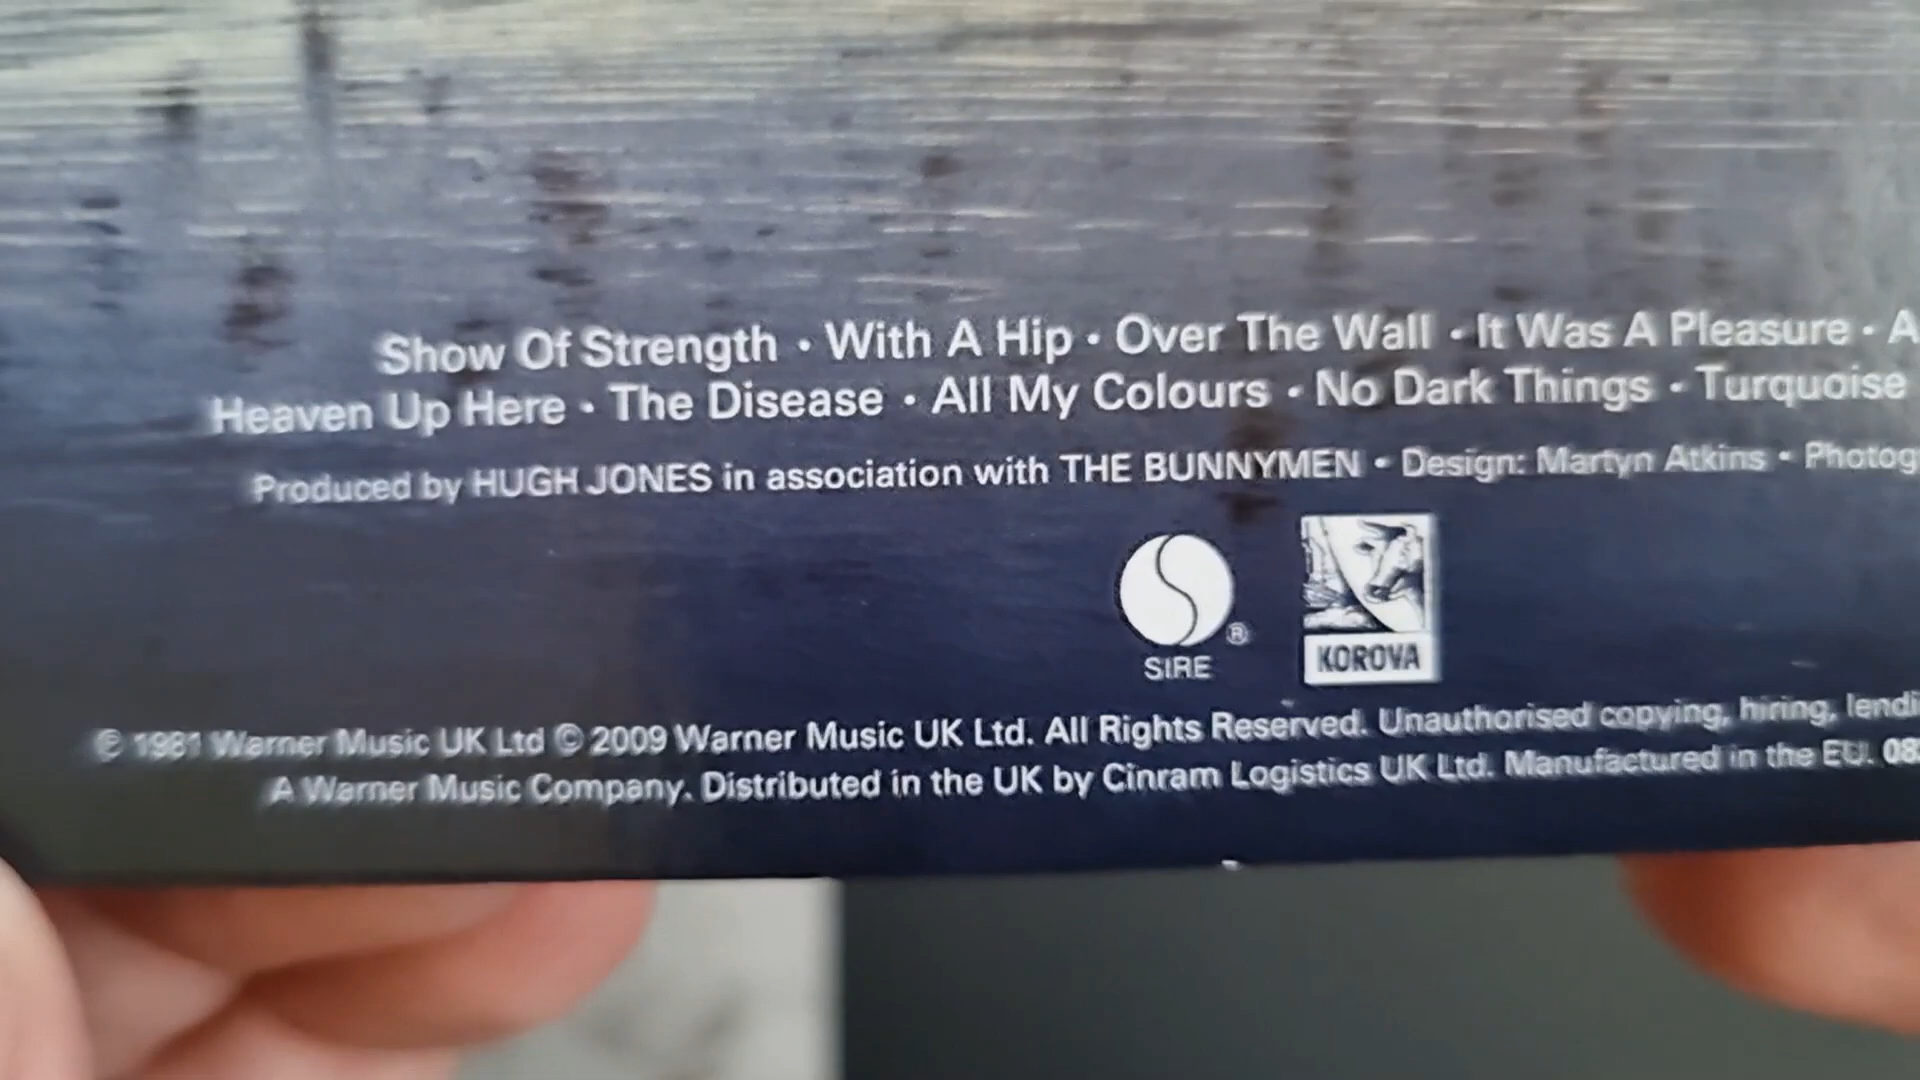 Show Of Strength · With A Hip · Over The Wall · It Was A Pleasure · A
Heaven Up Here · The Disease · All My Colours · No Dark Things · Turquoise
Produced by HUGH JONES in association with THE BUNNYMEN · Design: Martyn Atkins · Photog
SIRE ®
KOROVA
℗ 1981 Warner Music UK Ltd © 2009 Warner Music UK Ltd. All Rights Reserved. Unauthorised copying, hiring, lendi
A Warner Music Company. Distributed in the UK by Cinram Logistics UK Ltd. Manufactured in the EU. 08